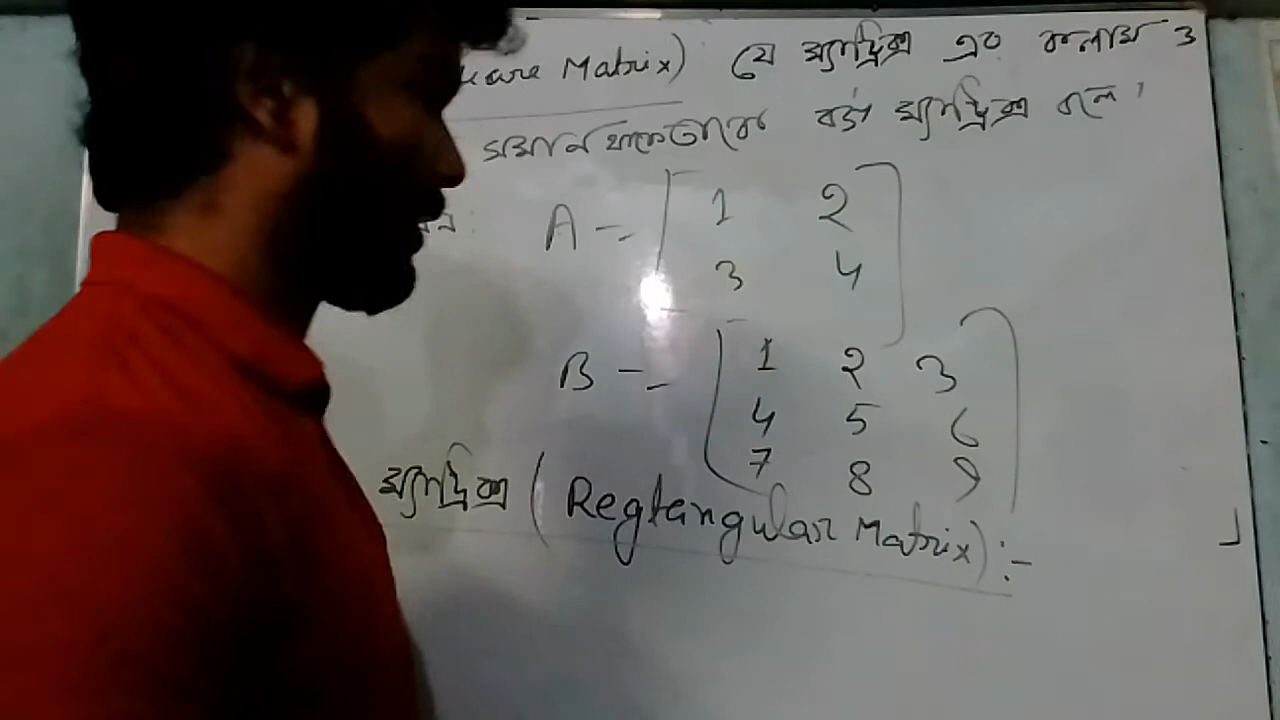 uare Matrix) যে ম্যাট্রিক্স এর কলাম ও
সমান থাকে তাকে বর্গ ম্যাট্রিক্স বলে।
A = [ 1 2
3 4 ]
B = [ 1 2 3
4 5 6
7 8 9 ]
ম্যাট্রিক্স ( Regtangular Matrix) :-